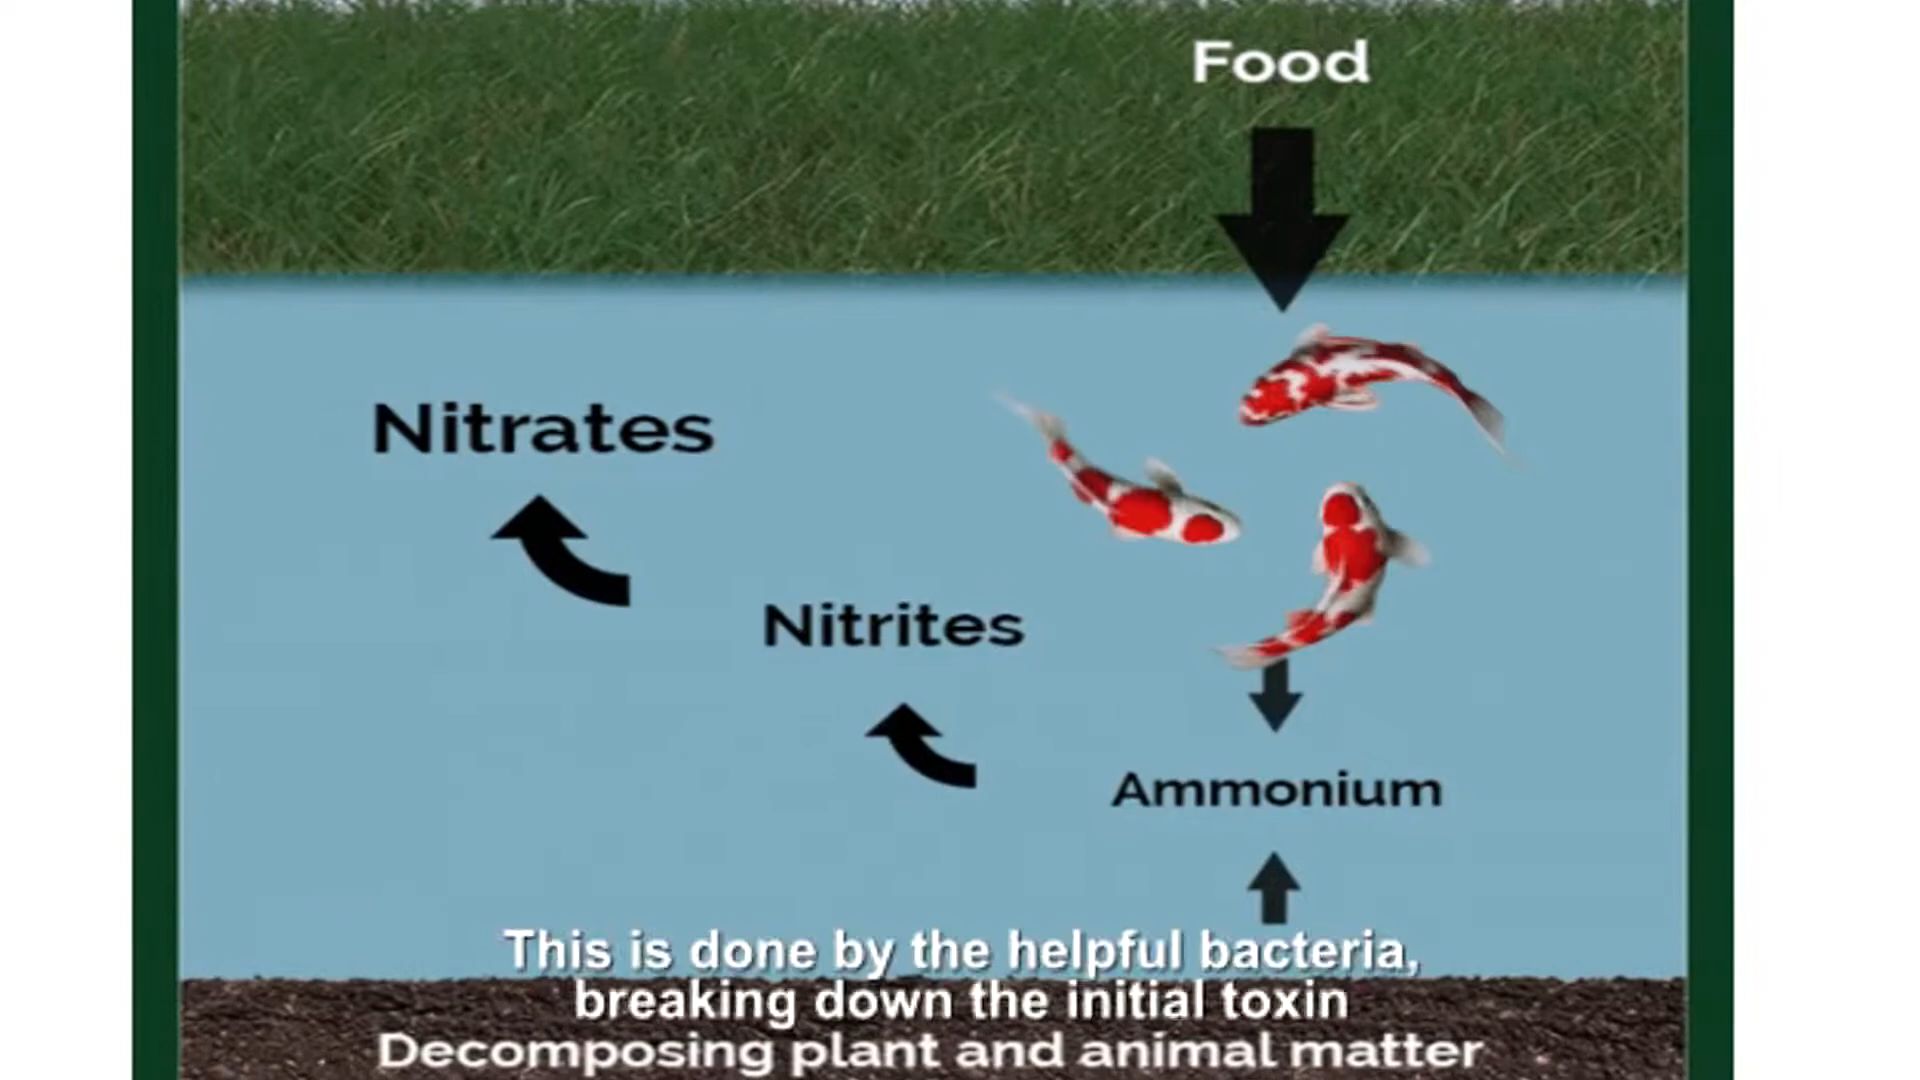 Food
Nitrates
Nitrites
Ammonium
This is done by the helpful bacteria,
breaking down the initial toxin
Decomposing plant and animal matter